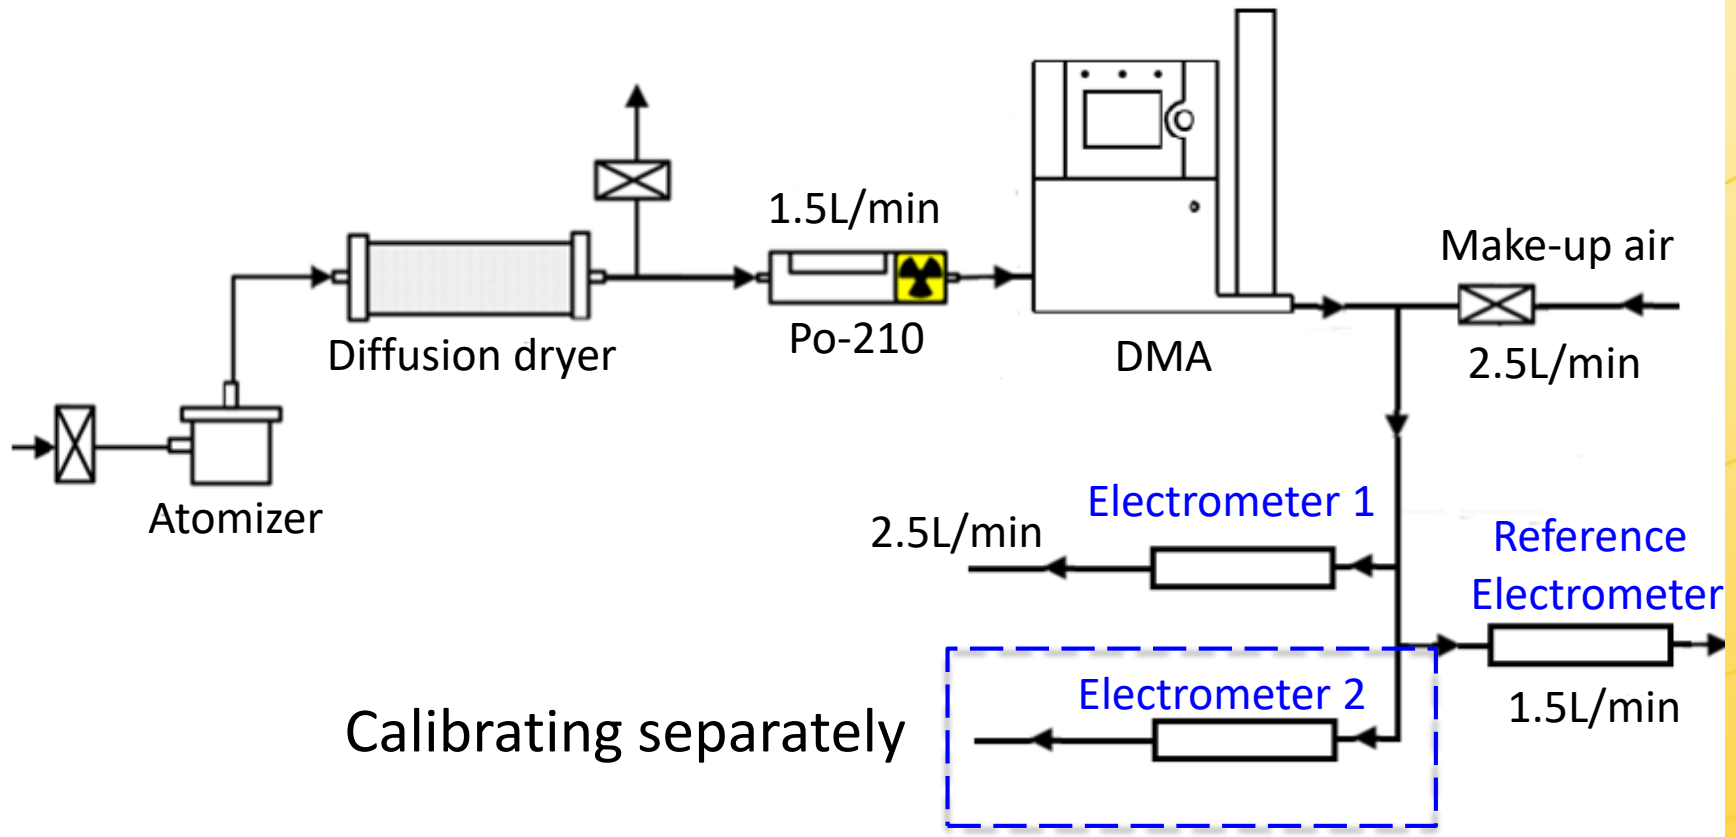 1.5L/min
Make-up air
Diffusion dryer
Po-210
DMA
2.5L/min
Atomizer
Electrometer 1
2.5L/min
Reference
Electrometer
Electrometer 2
1.5L/min
Calibrating separately